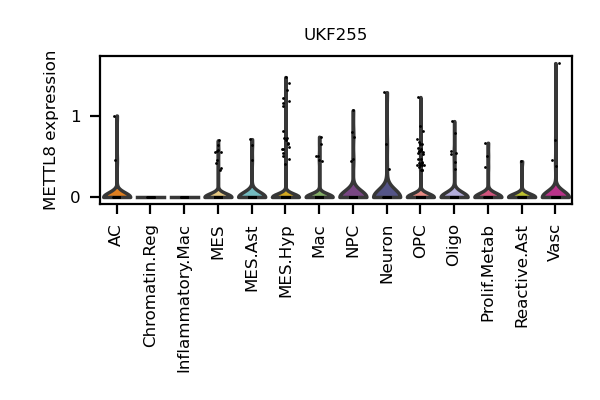 UKF255
METTL8 expression
1
0
AC
Chromatin.Reg
Inflammatory.Mac
MES
MES.Ast
MES.Hyp
Mac
NPC
Neuron
OPC
Oligo
Prolif.Metab
Reactive.Ast
Vasc